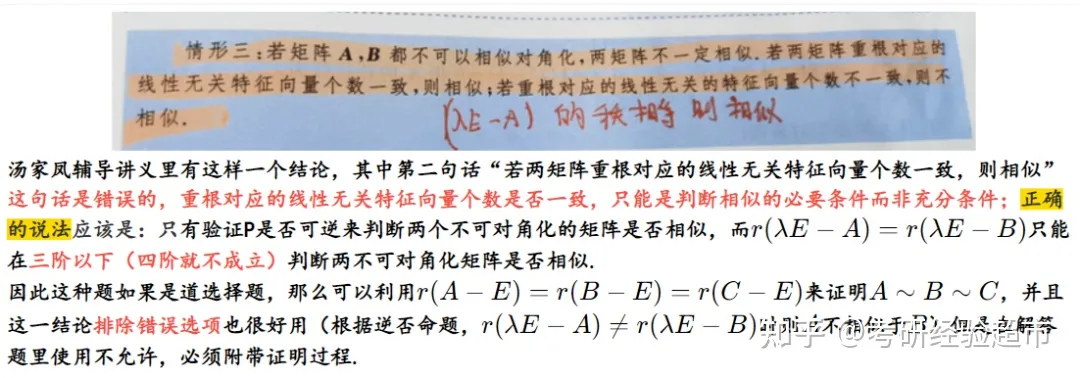 情形三:若矩阵 A,B 都不可以相似对角化,两矩阵不一定相似.若两矩阵重根对应的
线性无关特征向量个数一致,则相似;若重根对应的线性无关的特征向量个数不一致,则不
相似.
(λE-A) 的秩相等 则 相似
汤家凤辅导讲义里有这样一个结论，其中第二句话“若两矩阵重根对应的线性无关特征向量个数一致，则相似”
这句话是错误的，重根对应的线性无关特征向量个数是否一致，只能是判断相似的必要条件而非充分条件；正确
的说法应该是：只有验证P是否可逆来判断两个不可对角化的矩阵是否相似，而r(λE − A) = r(λE − B)只能
在三阶以下（四阶就不成立）判断两不可对角化矩阵是否相似.
因此这种题如果是道选择题，那么可以利用r(A − E) = r(B − E) = r(C − E)来证明A ∼ B ∼ C，并且
这一结论排除错误选项也很好用（根据逆否命题，r(λE − A) ≠ r(λE − B)时则A不相似于B）但是在解答
题里使用不允许，必须附带证明过程.
知乎 @考研经验超市